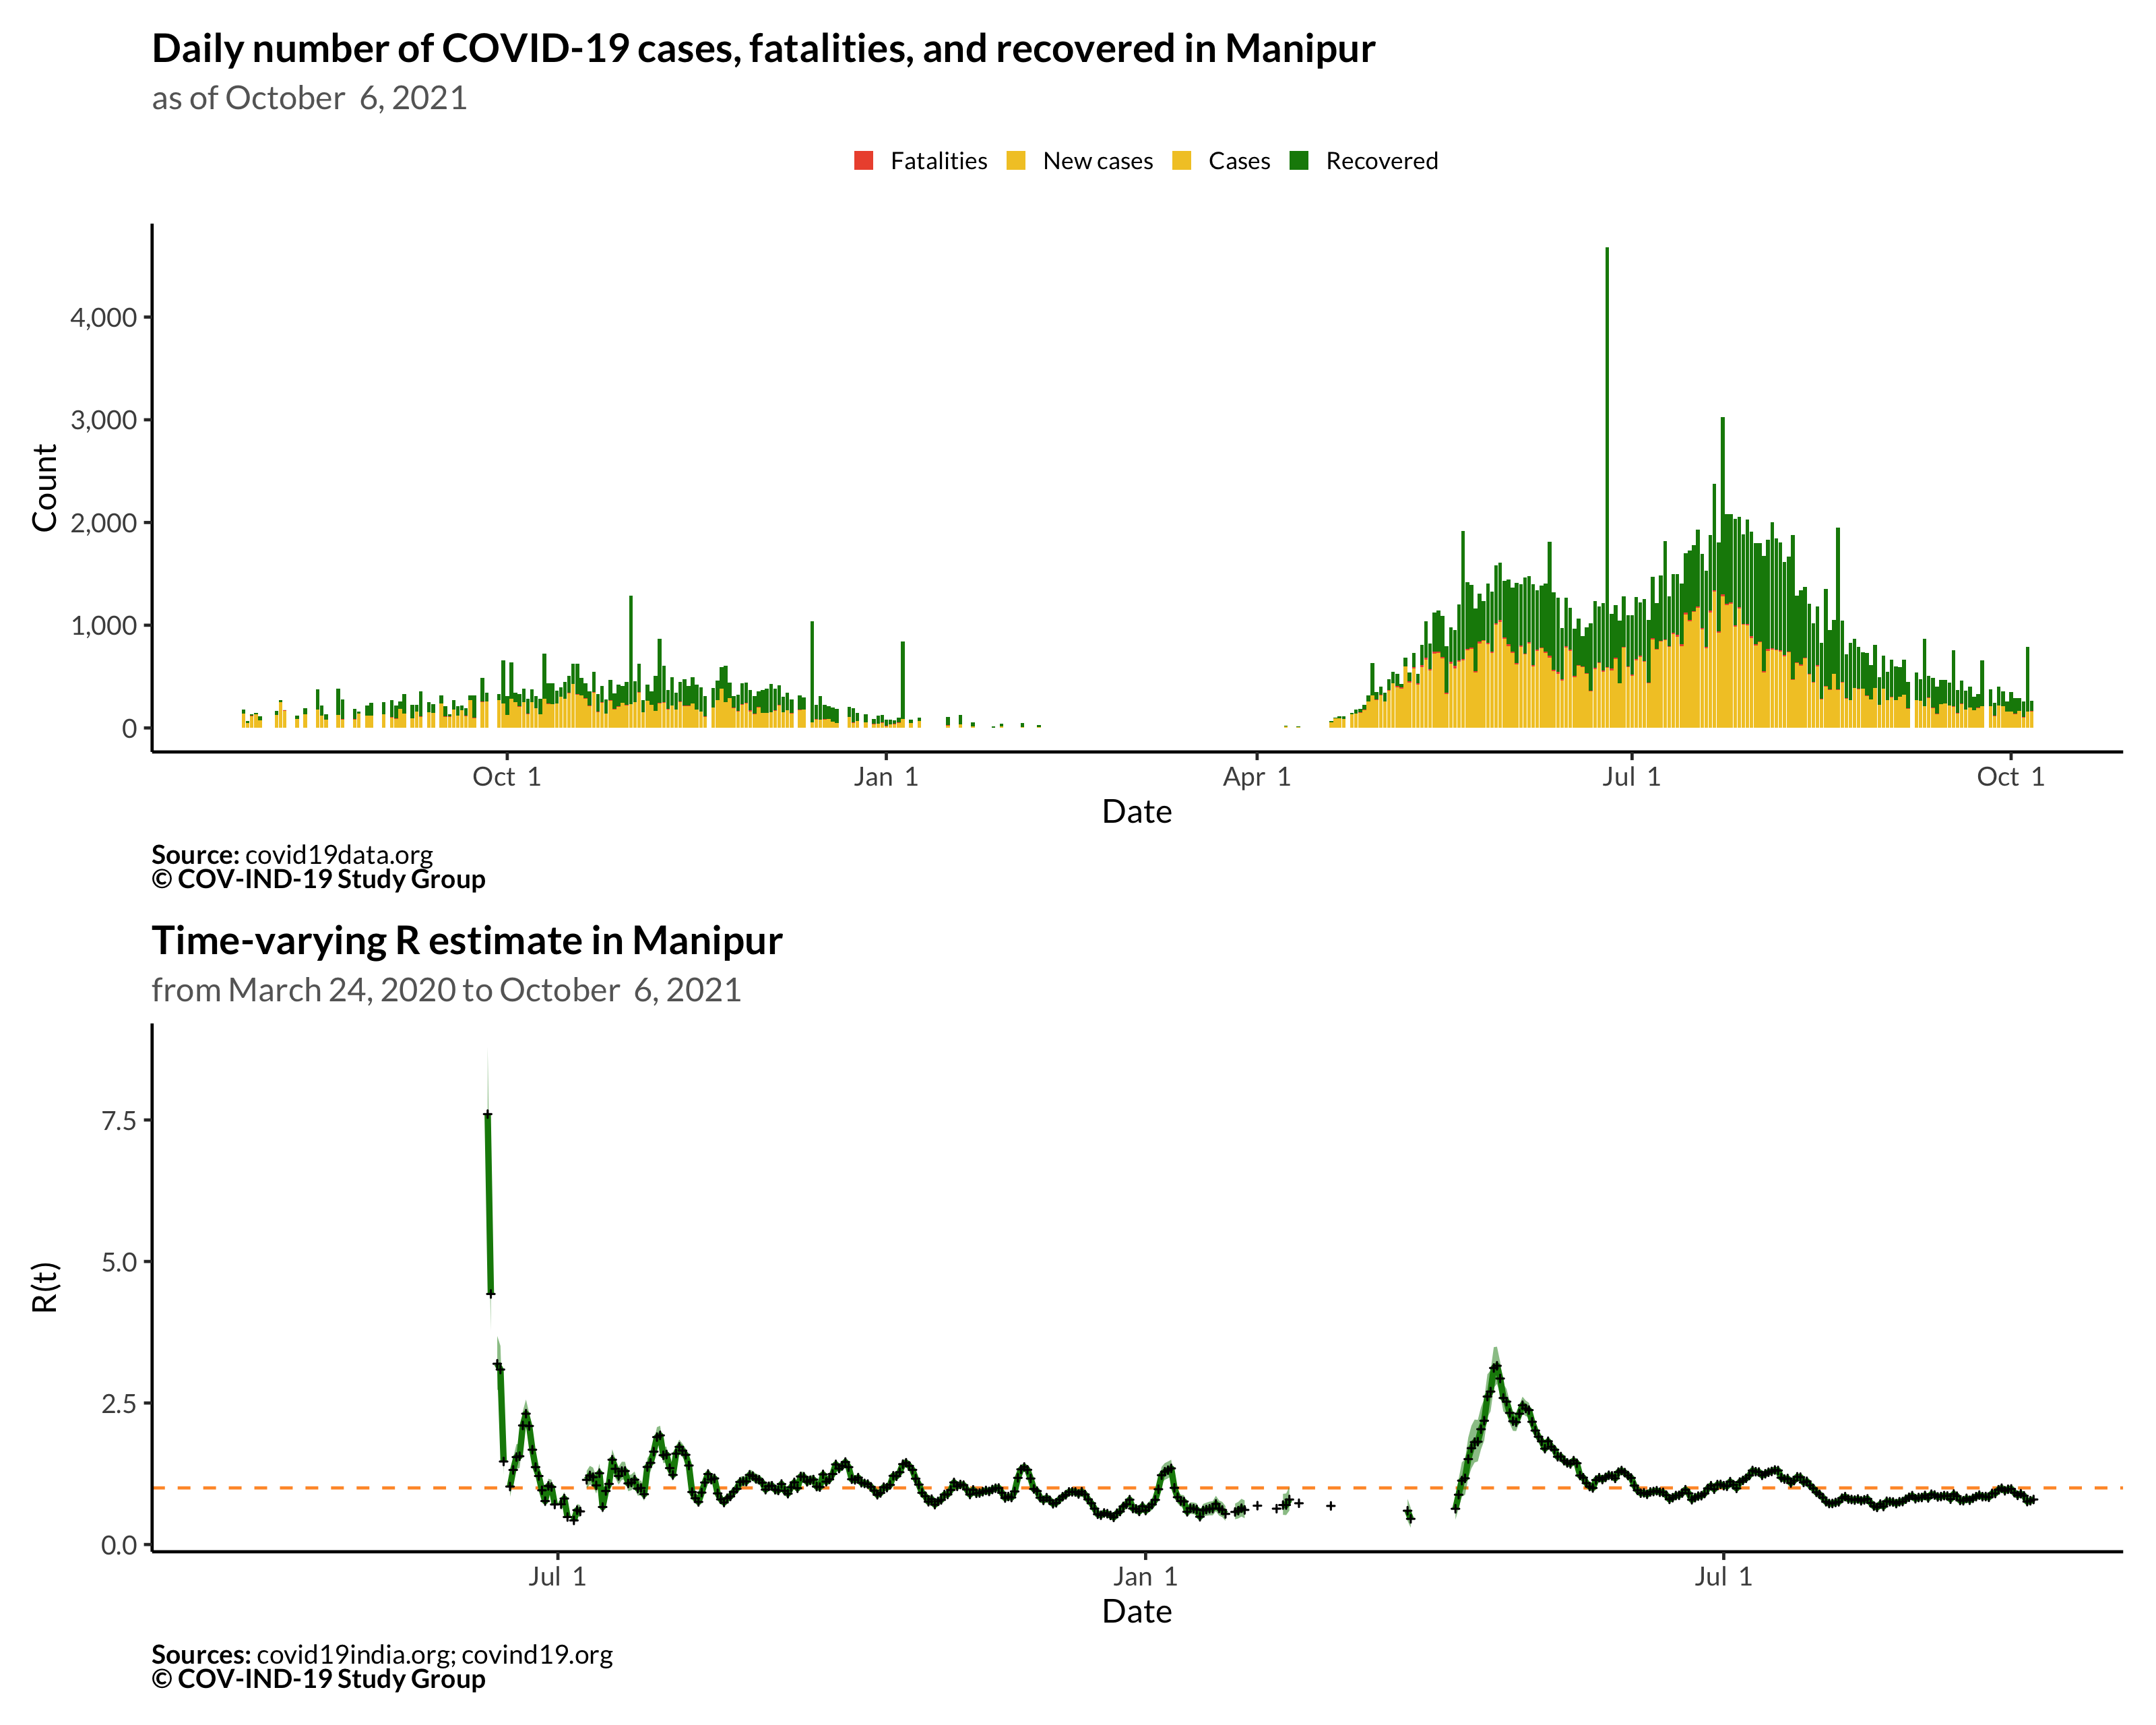 Daily number of COVID-19 cases, fatalities, and recovered in Manipur
as of October 6, 2021
Fatalities New cases Cases Recovered
Count
4,000
3,000
2,000
1,000
0
Oct 1 Jan 1 Apr 1 Jul 1 Oct 1
Date
Source: covid19data.org
© COV-IND-19 Study Group
Time-varying R estimate in Manipur
from March 24, 2020 to October 6, 2021
R(t)
7.5
5.0
2.5
0.0
Jul 1 Jan 1 Jul 1
Date
Sources: covid19india.org; covind19.org
© COV-IND-19 Study Group